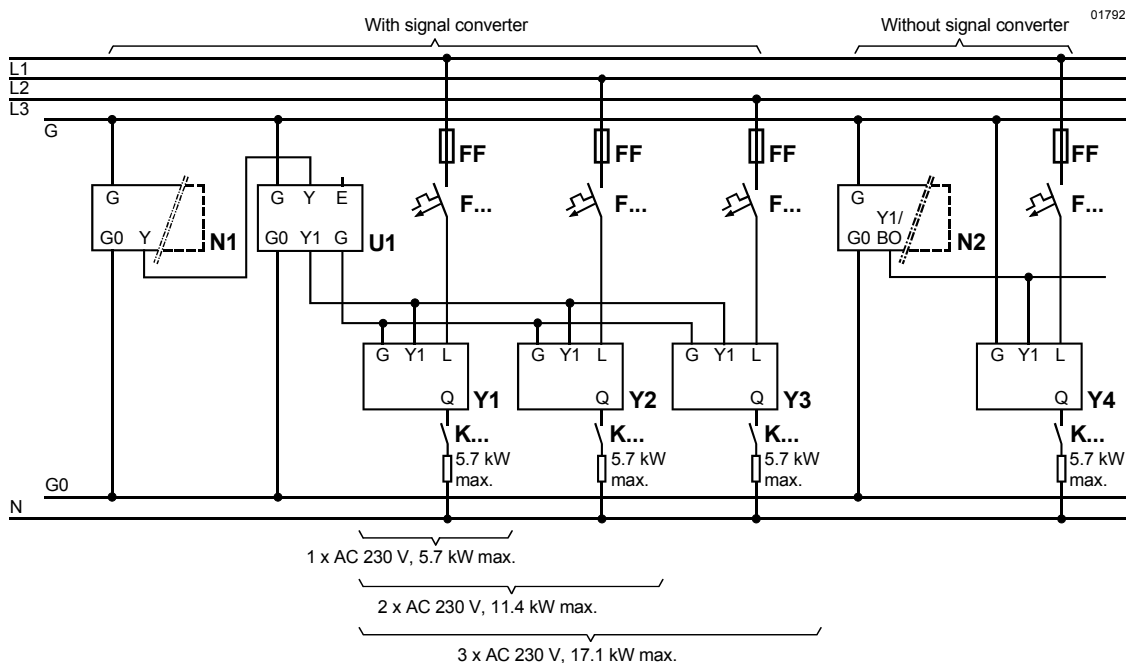 With signal converter
Without signal converter
01792
L1
L2
L3
G
FF
FF
FF
FF
G
G Y E
G
F...
F...
F...
F...
G0 Y
N1
G0 Y1 G
U1
Y1/
G0 BO
N2
G Y1 L
G Y1 L
G Y1 L
G Y1 L
Q
Y1
Q
Y2
Q
Y3
Q
Y4
K...
K...
K...
K...
5.7 kW
max.
5.7 kW
max.
5.7 kW
max.
5.7 kW
max.
G0
N
1 x AC 230 V, 5.7 kW max.
2 x AC 230 V, 11.4 kW max.
3 x AC 230 V, 17.1 kW max.